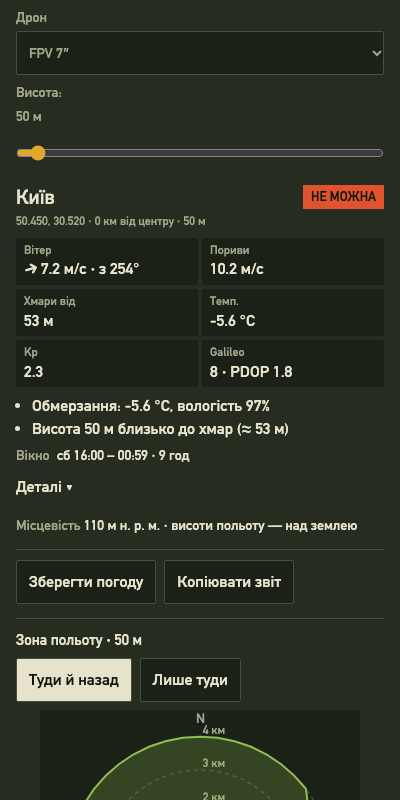 Дрон
FPV 7″
Висота:
50 м
Київ
НЕ МОЖНА
50.450, 30.520 · 0 км від центру · 50 м
Вітер
Пориви
➔ 7.2 м/с · з 254°
10.2 м/с
Хмари від
Темп.
53 м
-5.6 °C
Kp
Galileo
2.3
8 · PDOP 1.8
• Обмерзання: -5.6 °C, вологість 97%
• Висота 50 м близько до хмар (≈ 53 м)
Вікно сб 16:00 – 00:59 · 9 год
Деталі ▾
Місцевість 110 м н. р. м. · висоти польоту — над землею
Зберегти погоду
Копіювати звіт
Зона польоту · 50 м
Туди й назад
Лише туди
N
4 км
3 км
2 км